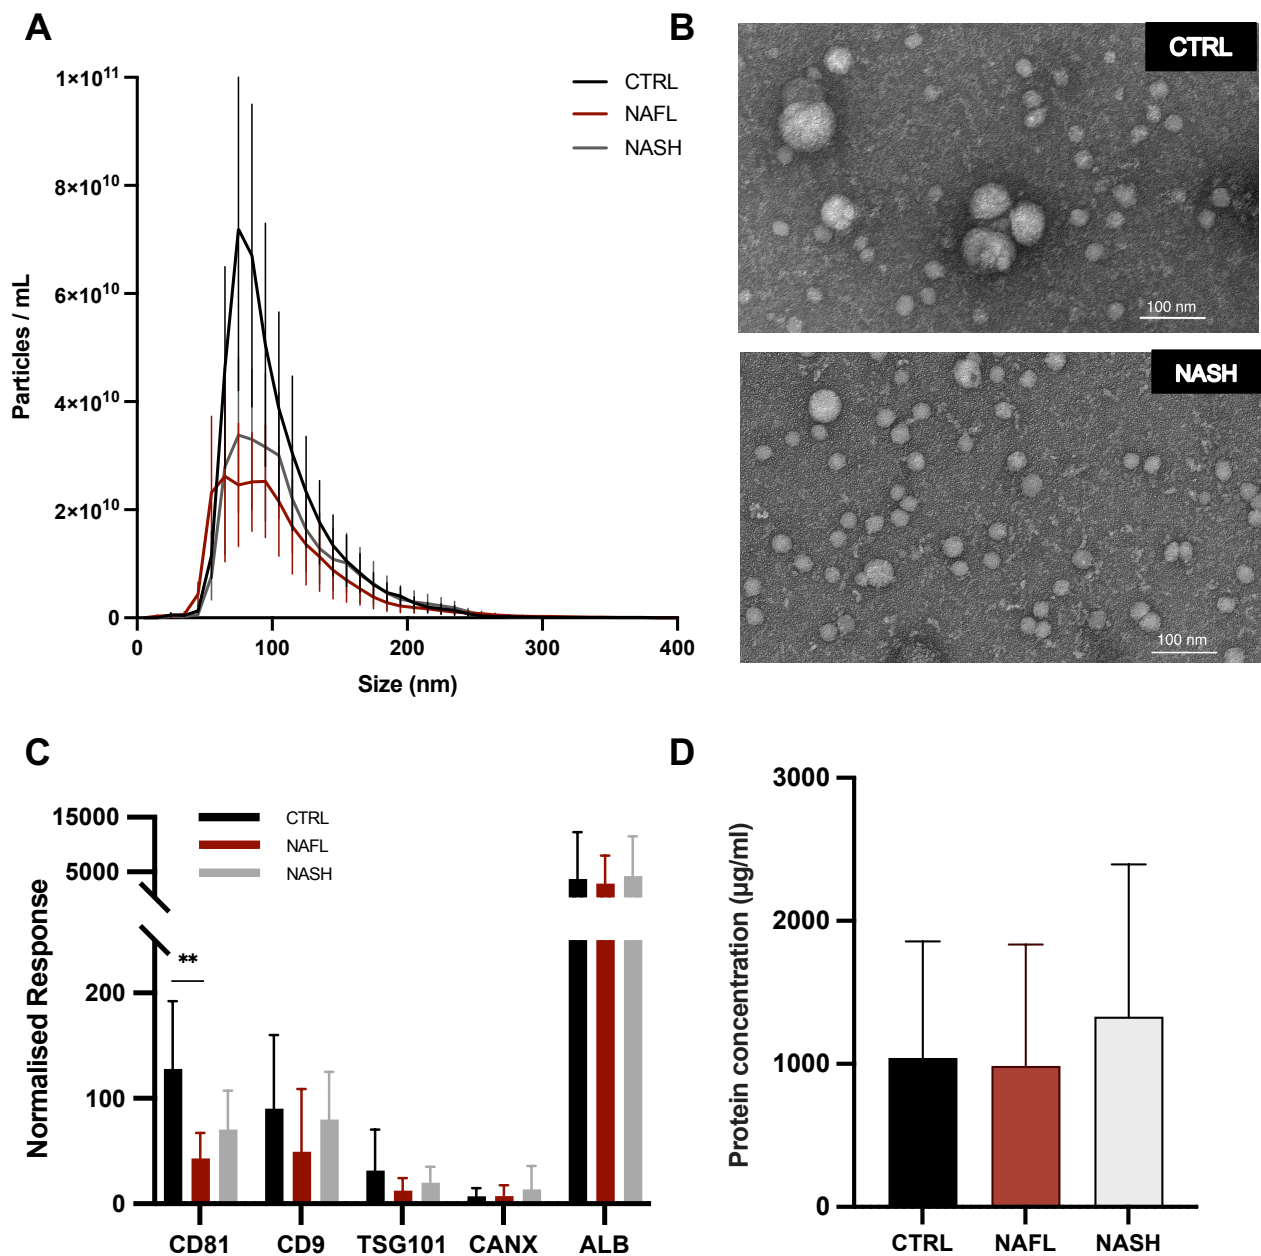 A
1×10¹¹
8×10¹⁰
6×10¹⁰
4×10¹⁰
2×10¹⁰
0
Particles / mL
0 100 200 300 400
Size (nm)
CTRL
NAFL
NASH
B
CTRL
100 nm
NASH
100 nm
C
15000
5000
200
100
0
Normalised Response
CTRL
NAFL
NASH
**
CD81 CD9 TSG101 CANX ALB
D
3000
2000
1000
0
Protein concentration (µg/ml)
CTRL NAFL NASH